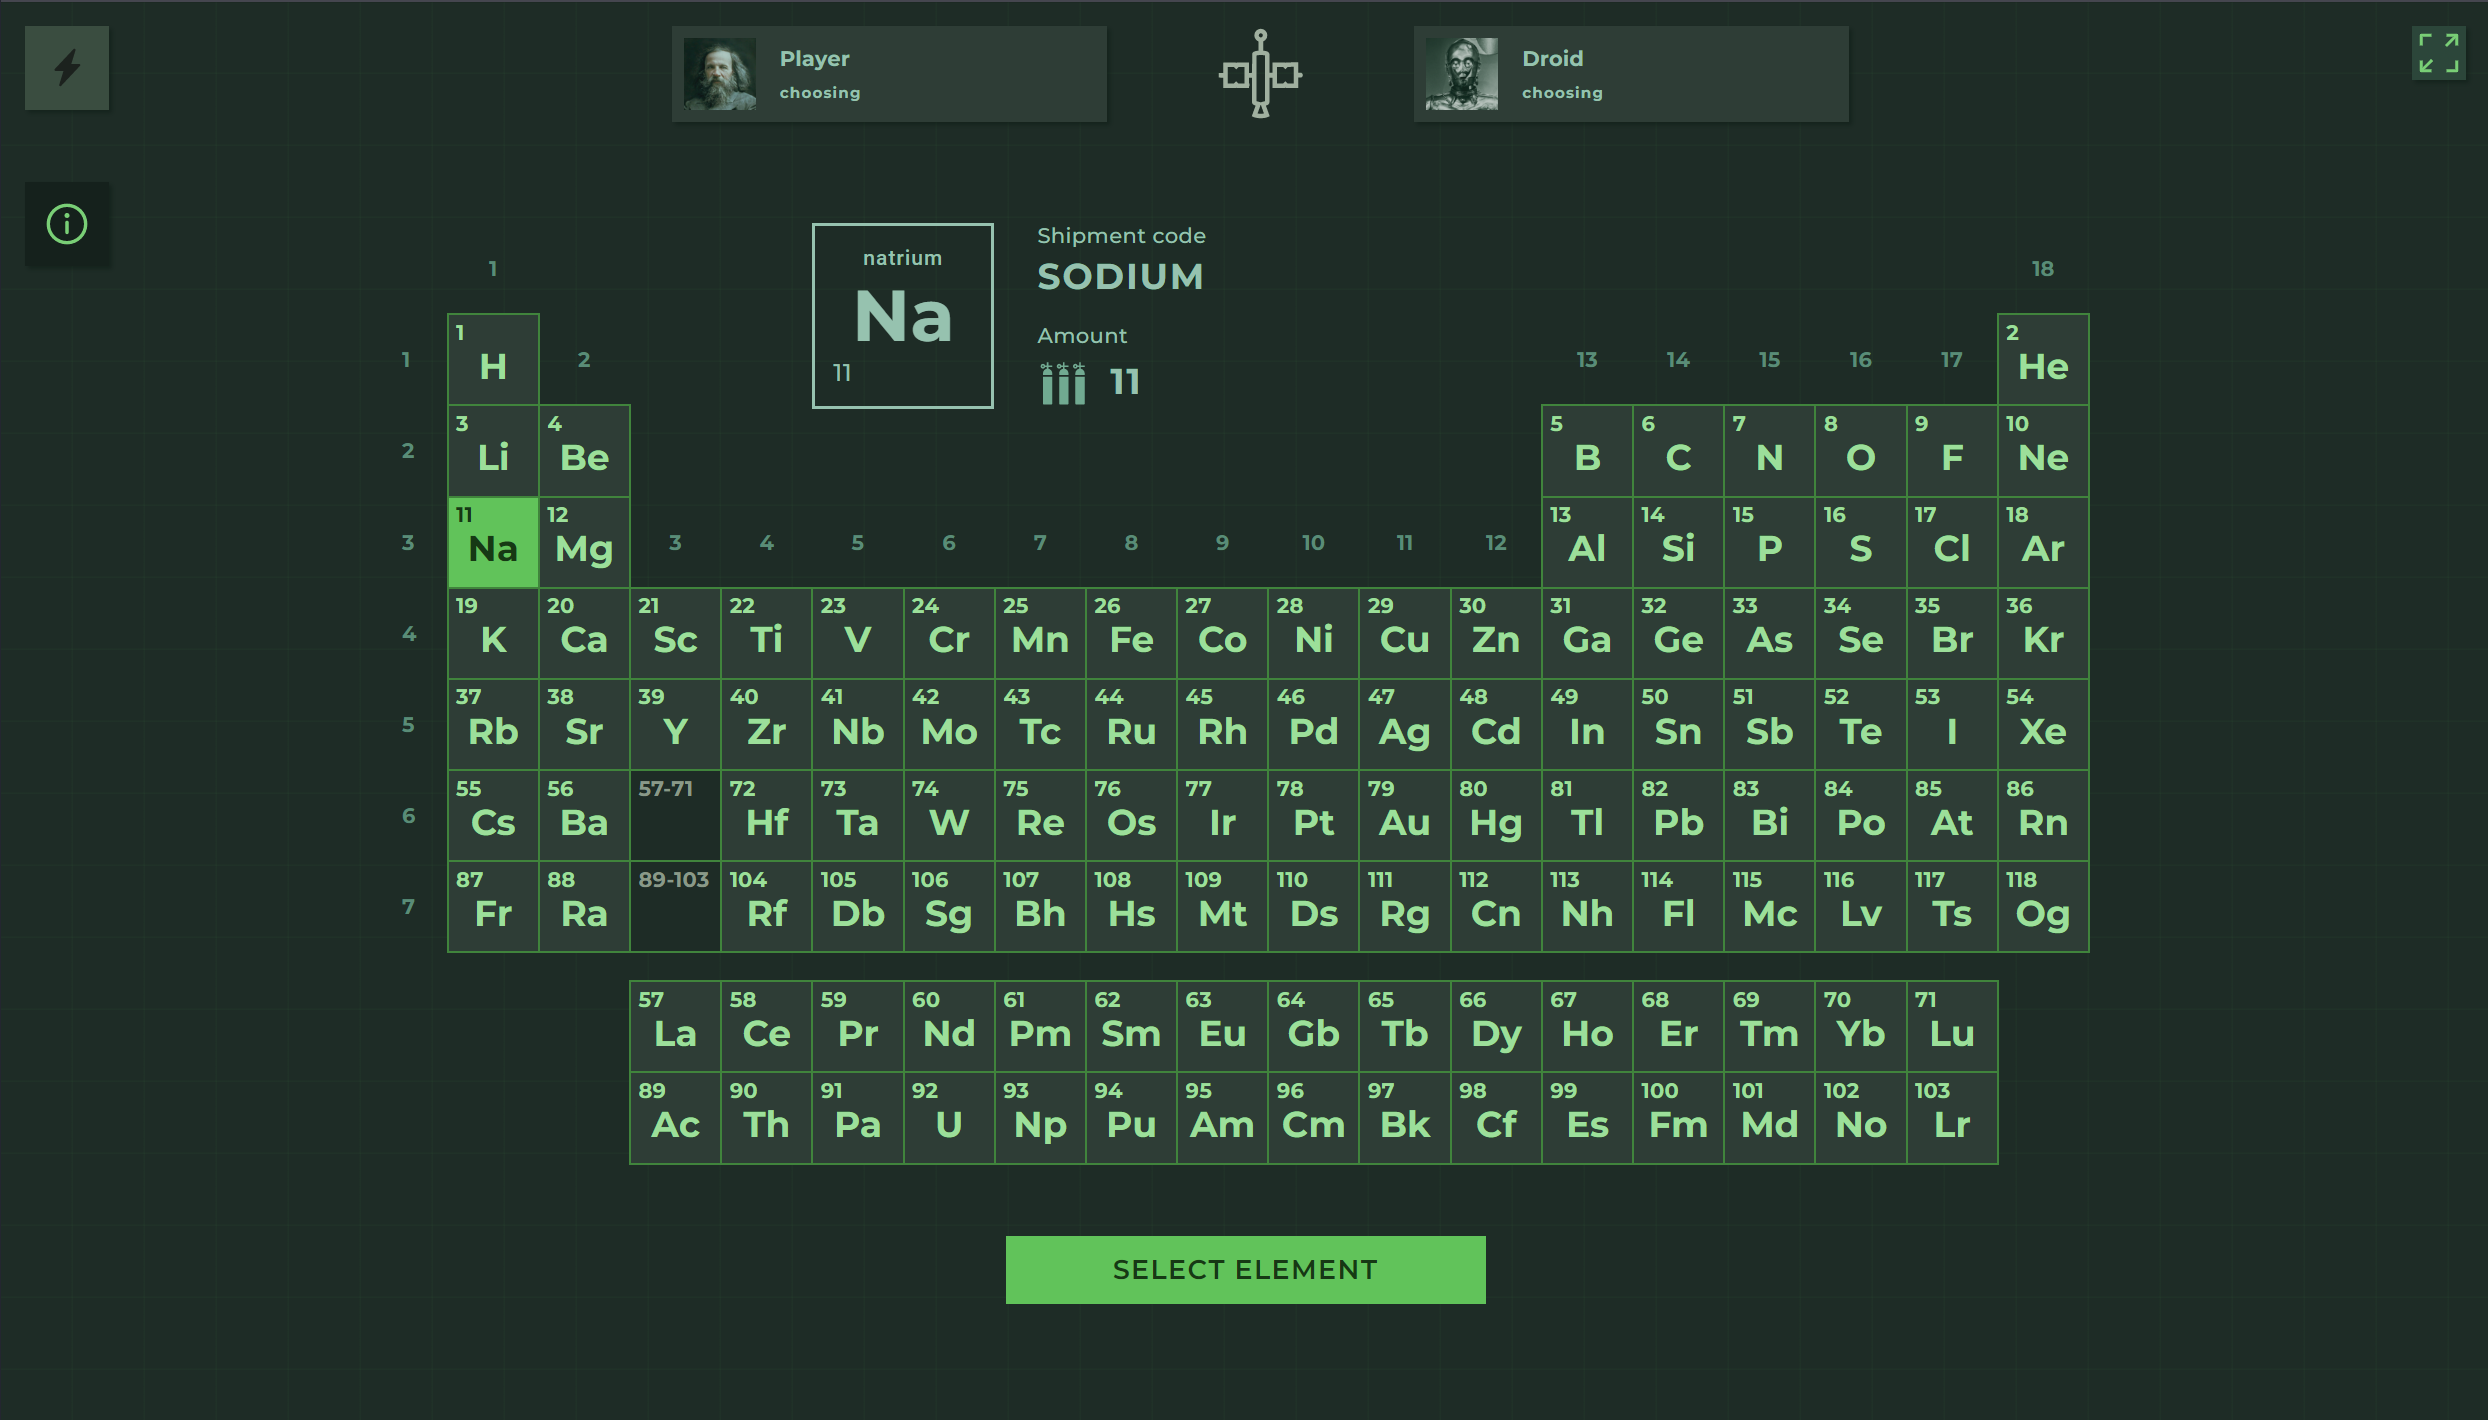 Player
choosing
Droid
choosing
natrium
Na
11
Shipment code
SODIUM
Amount
11
1 18
1 1 H 2 13 14 15 16 17 2 He
2 3 Li 4 Be 5 B 6 C 7 N 8 O 9 F 10 Ne
3 11 Na 12 Mg 3 4 5 6 7 8 9 10 11 12 13 Al 14 Si 15 P 16 S 17 Cl 18 Ar
4 19 K 20 Ca 21 Sc 22 Ti 23 V 24 Cr 25 Mn 26 Fe 27 Co 28 Ni 29 Cu 30 Zn 31 Ga 32 Ge 33 As 34 Se 35 Br 36 Kr
5 37 Rb 38 Sr 39 Y 40 Zr 41 Nb 42 Mo 43 Tc 44 Ru 45 Rh 46 Pd 47 Ag 48 Cd 49 In 50 Sn 51 Sb 52 Te 53 I 54 Xe
6 55 Cs 56 Ba 57-71 72 Hf 73 Ta 74 W 75 Re 76 Os 77 Ir 78 Pt 79 Au 80 Hg 81 Tl 82 Pb 83 Bi 84 Po 85 At 86 Rn
7 87 Fr 88 Ra 89-103 104 Rf 105 Db 106 Sg 107 Bh 108 Hs 109 Mt 110 Ds 111 Rg 112 Cn 113 Nh 114 Fl 115 Mc 116 Lv 117 Ts 118 Og
57 La 58 Ce 59 Pr 60 Nd 61 Pm 62 Sm 63 Eu 64 Gb 65 Tb 66 Dy 67 Ho 68 Er 69 Tm 70 Yb 71 Lu
89 Ac 90 Th 91 Pa 92 U 93 Np 94 Pu 95 Am 96 Cm 97 Bk 98 Cf 99 Es 100 Fm 101 Md 102 No 103 Lr
SELECT ELEMENT